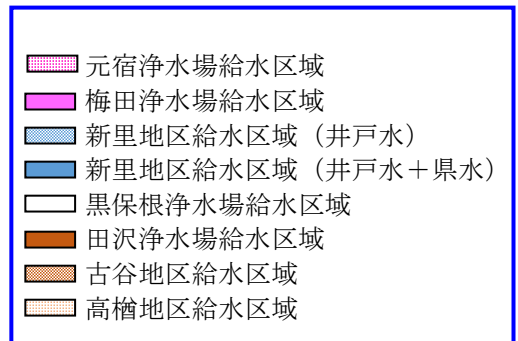 元宿浄水場給水区域
梅田浄水場給水区域
新里地区給水区域（井戸水）
新里地区給水区域（井戸水＋県水）
黒保根浄水場給水区域
田沢浄水場給水区域
古谷地区給水区域
高楢地区給水区域